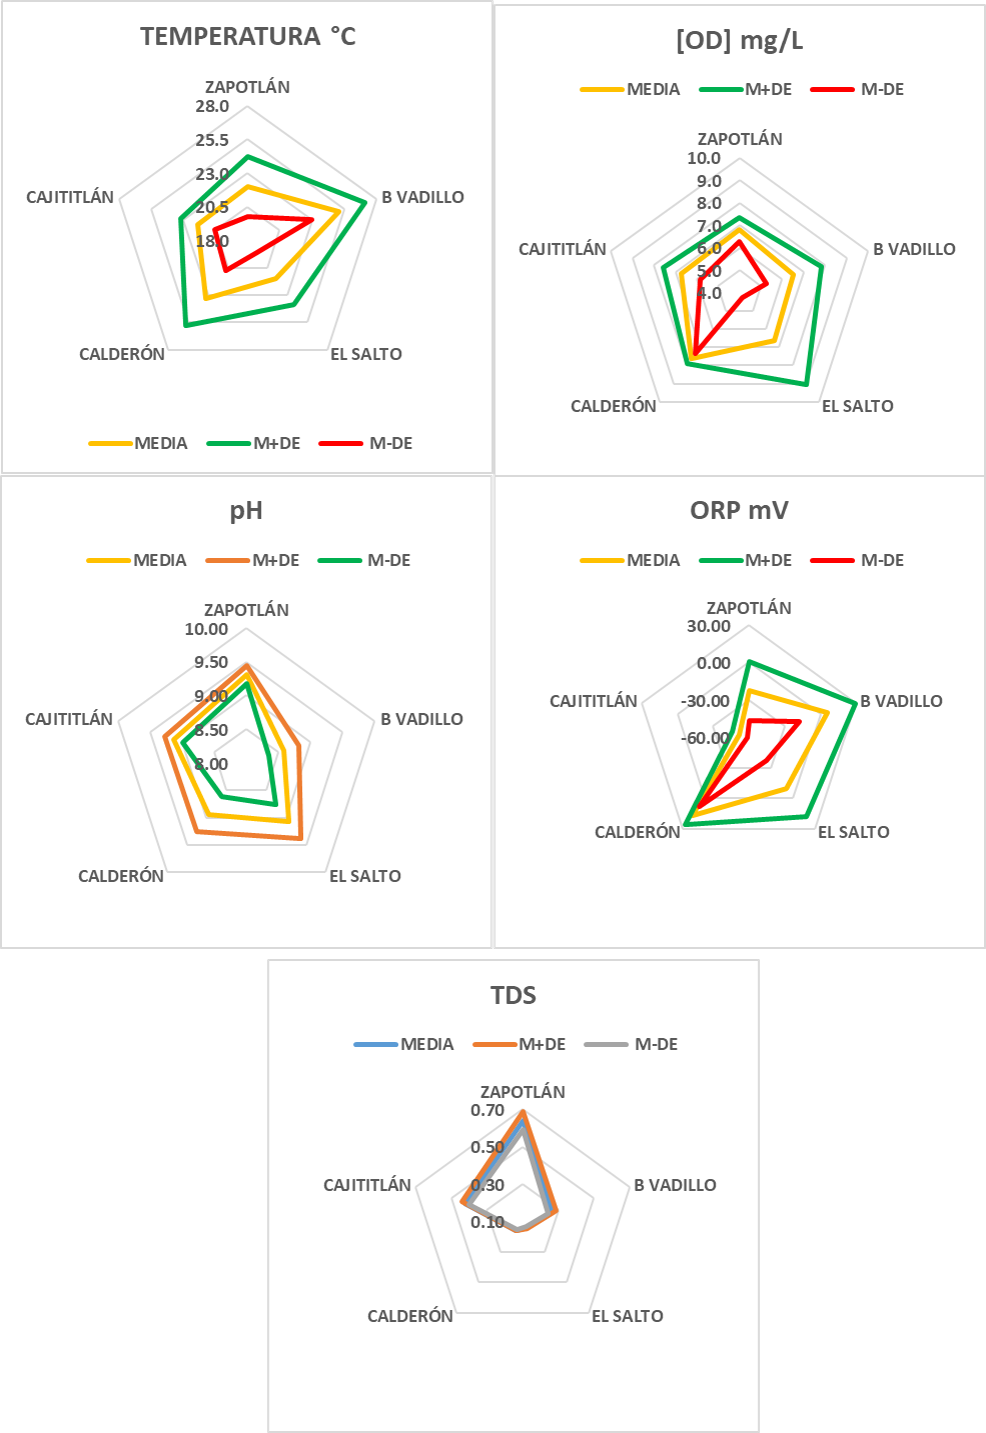 TEMPERATURA °C
ZAPOTLÁN
28.0
25.5
23.0
20.5
18.0
CAJITITLÁN
B VADILLO
CALDERÓN
EL SALTO
MEDIA M+DE M-DE
[OD] mg/L
MEDIA M+DE M-DE
ZAPOTLÁN
10.0
9.0
8.0
7.0
6.0
5.0
4.0
CAJITITLÁN
B VADILLO
CALDERÓN
EL SALTO
pH
MEDIA M+DE M-DE
ZAPOTLÁN
10.00
9.50
9.00
8.50
8.00
CAJITITLÁN
B VADILLO
CALDERÓN
EL SALTO
ORP mV
MEDIA M+DE M-DE
ZAPOTLÁN
30.00
0.00
-30.00
-60.00
CAJITITLÁN
B VADILLO
CALDERÓN
EL SALTO
TDS
MEDIA M+DE M-DE
ZAPOTLÁN
0.70
0.50
0.30
0.10
CAJITITLÁN
B VADILLO
CALDERÓN
EL SALTO